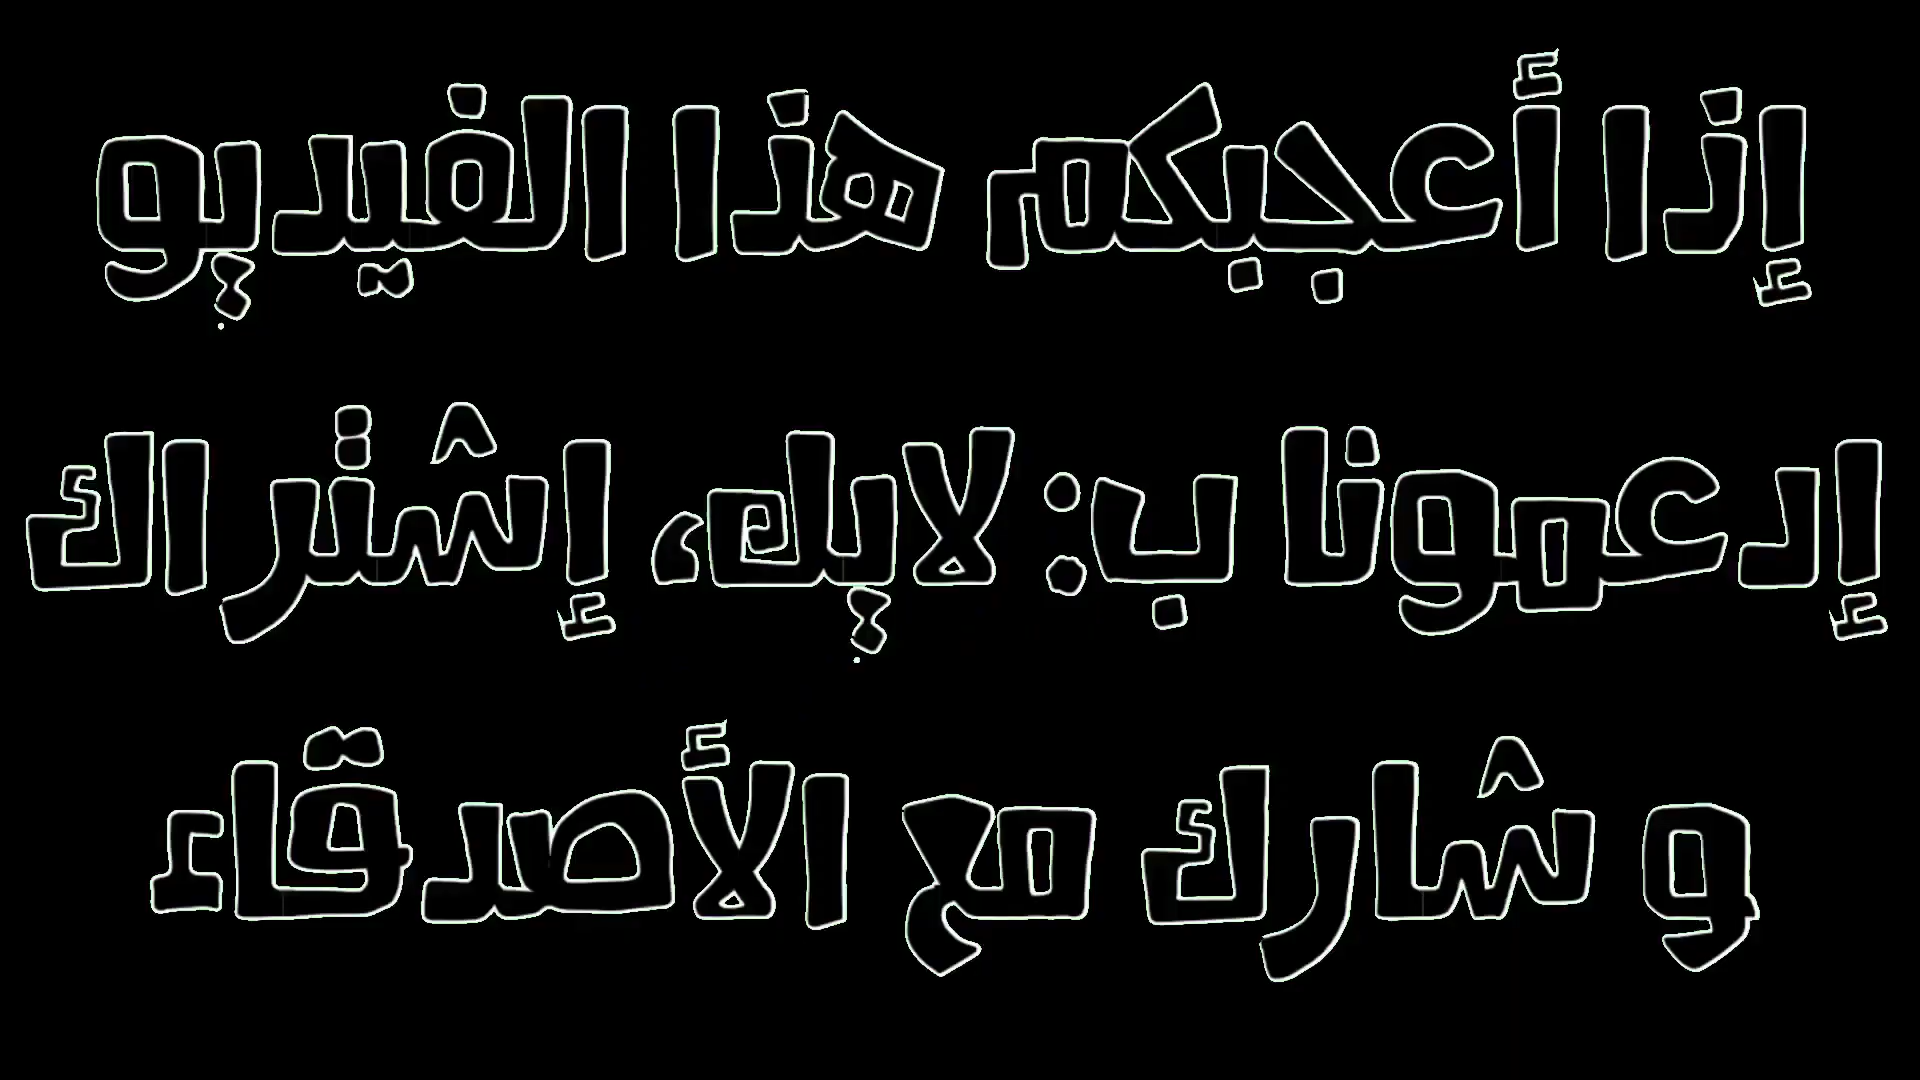 إذا أعجبكم هذا الفيديو
إدعمونا ب: لايك، إشتراك
و شارك مع الأصدقاء